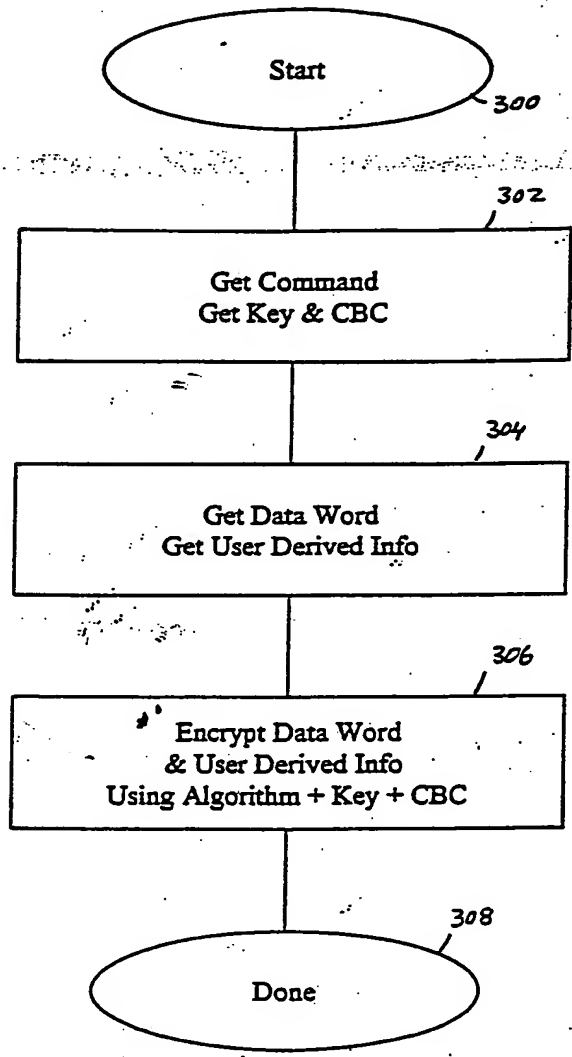 Start
300
302
Get Command
Get Key & CBC
304
Get Data Word
Get User Derived Info
306
Encrypt Data Word
& User Derived Info
Using Algorithm + Key + CBC
308
Done